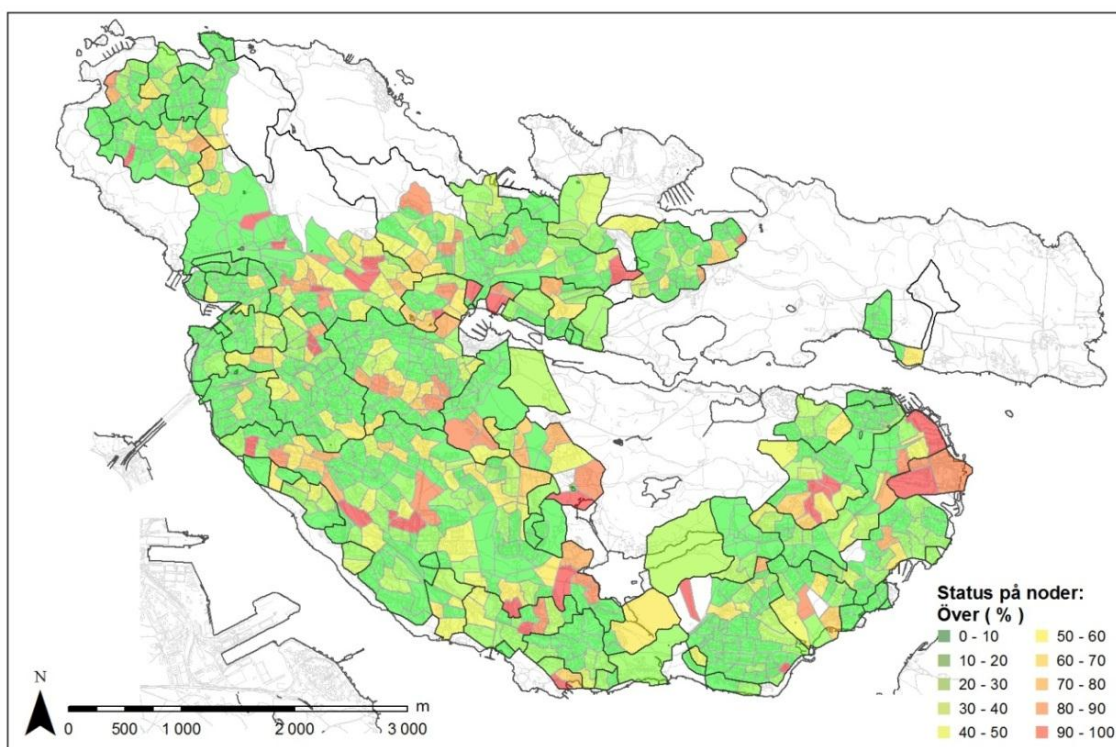 Status på noder:
Över ( % )
0 - 10
10 - 20
20 - 30
30 - 40
40 - 50
50 - 60
60 - 70
70 - 80
80 - 90
90 - 100
N
m
0 500 1 000 2 000 3 000